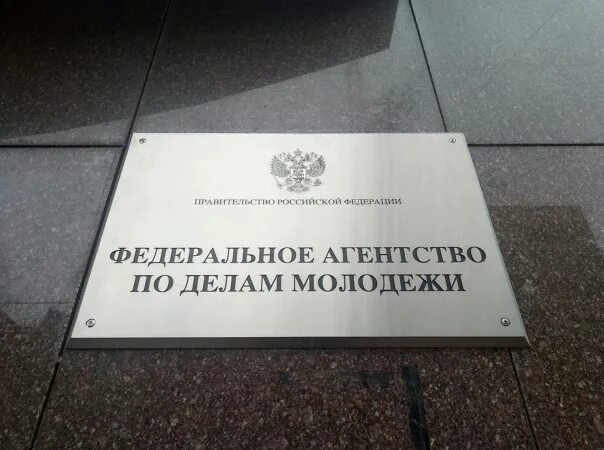 ПРАВИТЕЛЬСТВО РОССИЙСКОЙ ФЕДЕРАЦИИ
ФЕДЕРАЛЬНОЕ АГЕНТСТВО
ПО ДЕЛАМ МОЛОДЕЖИ